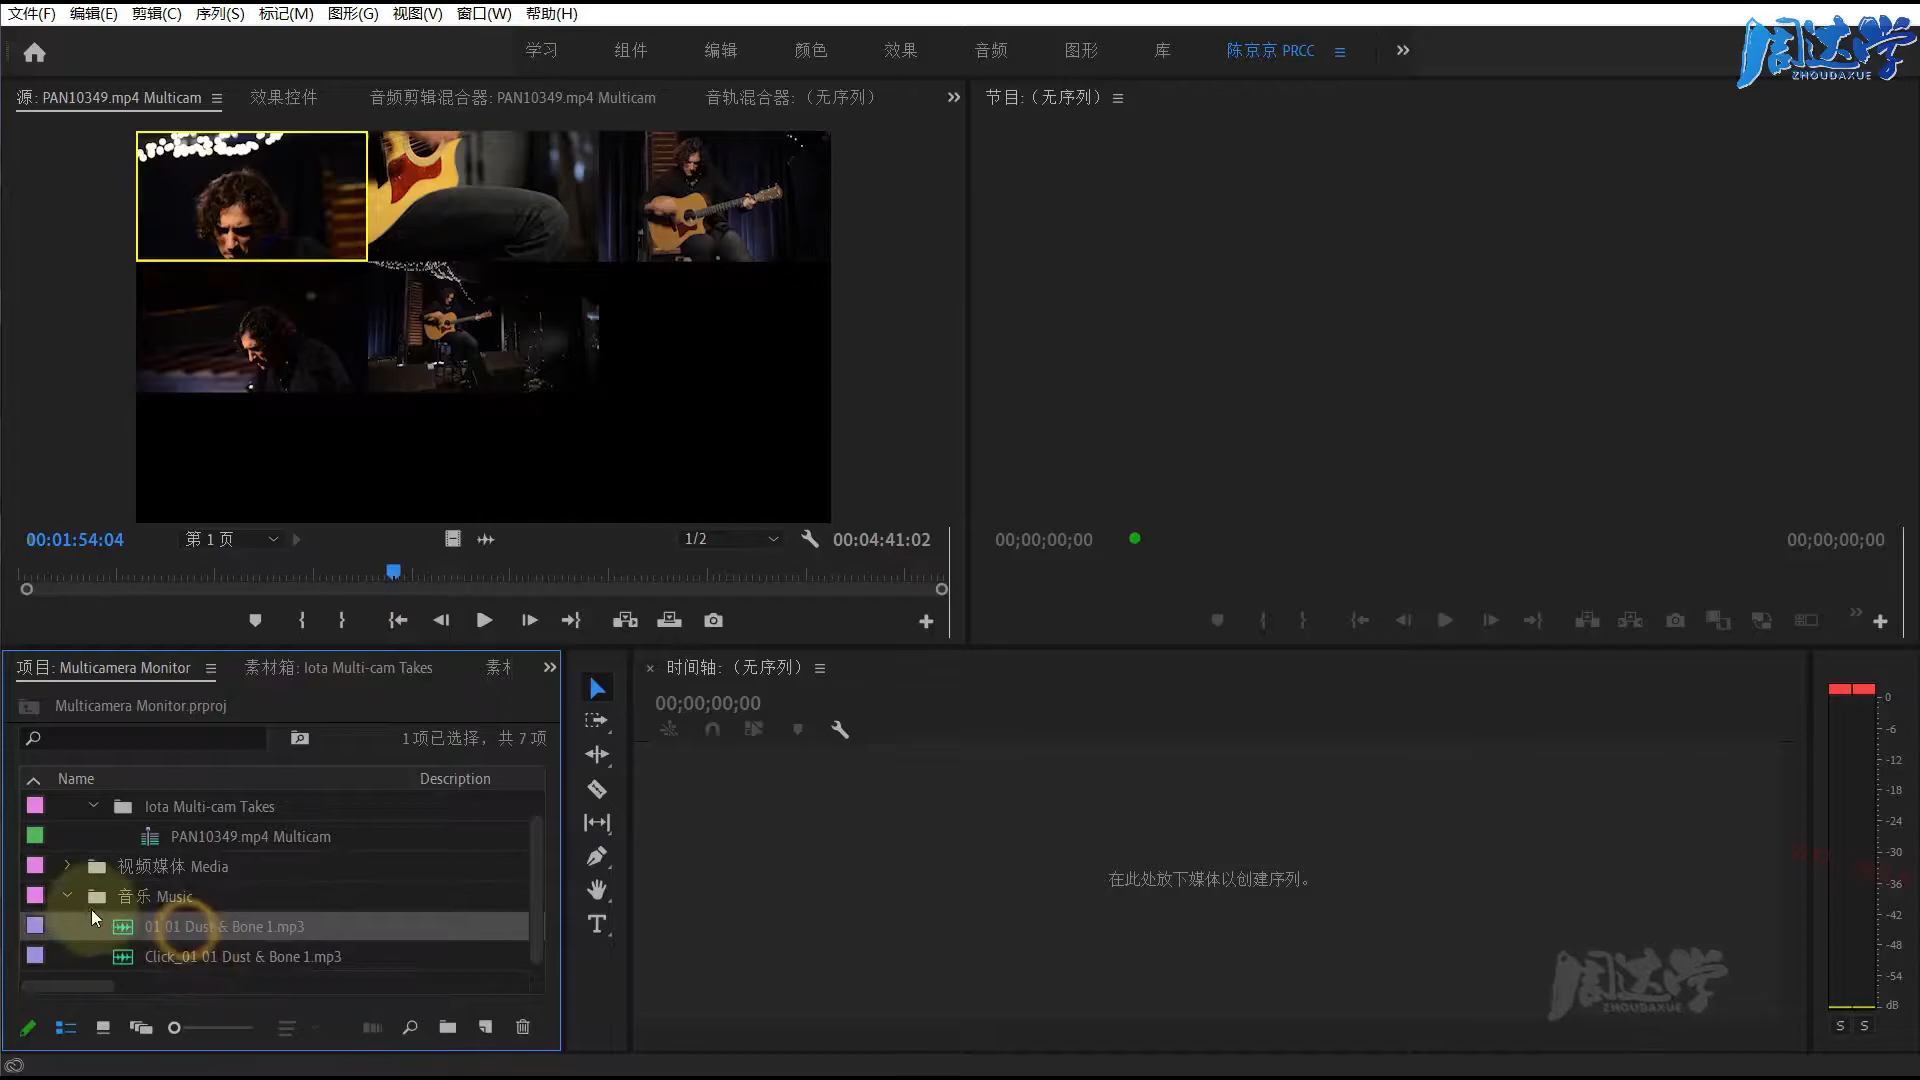 文件(F) 编辑(E) 剪辑(C) 序列(S) 标记(M) 图形(G) 视图(V) 窗口(W) 帮助(H)
学习 组件 编辑 颜色 效果 音频 图形 库 陈京京 PRCC
周达学
ZHOUDAXUE
源: PAN10349.mp4 Multicam 效果控件 音频剪辑混合器: PAN10349.mp4 Multicam 音轨混合器:（无序列）
节目:（无序列）
00:01:54:04 第 1 页 1/2 00:04:41:02
00;00;00;00 00;00;00;00
项目: Multicamera Monitor 素材箱: Iota Multi-cam Takes 素材
Multicamera Monitor.prproj
1 项已选择，共 7 项
Name Description
Iota Multi-cam Takes
PAN10349.mp4 Multicam
视频媒体 Media
音乐 Music
01 01 Dust & Bone 1.mp3
Click_01 01 Dust & Bone 1.mp3
时间轴:（无序列）
00;00;00;00
在此处放下媒体以创建序列。
0
-6
-12
-18
-24
-30
-36
-42
-48
-54
dB
S S
周达学
ZHOUDAXUE